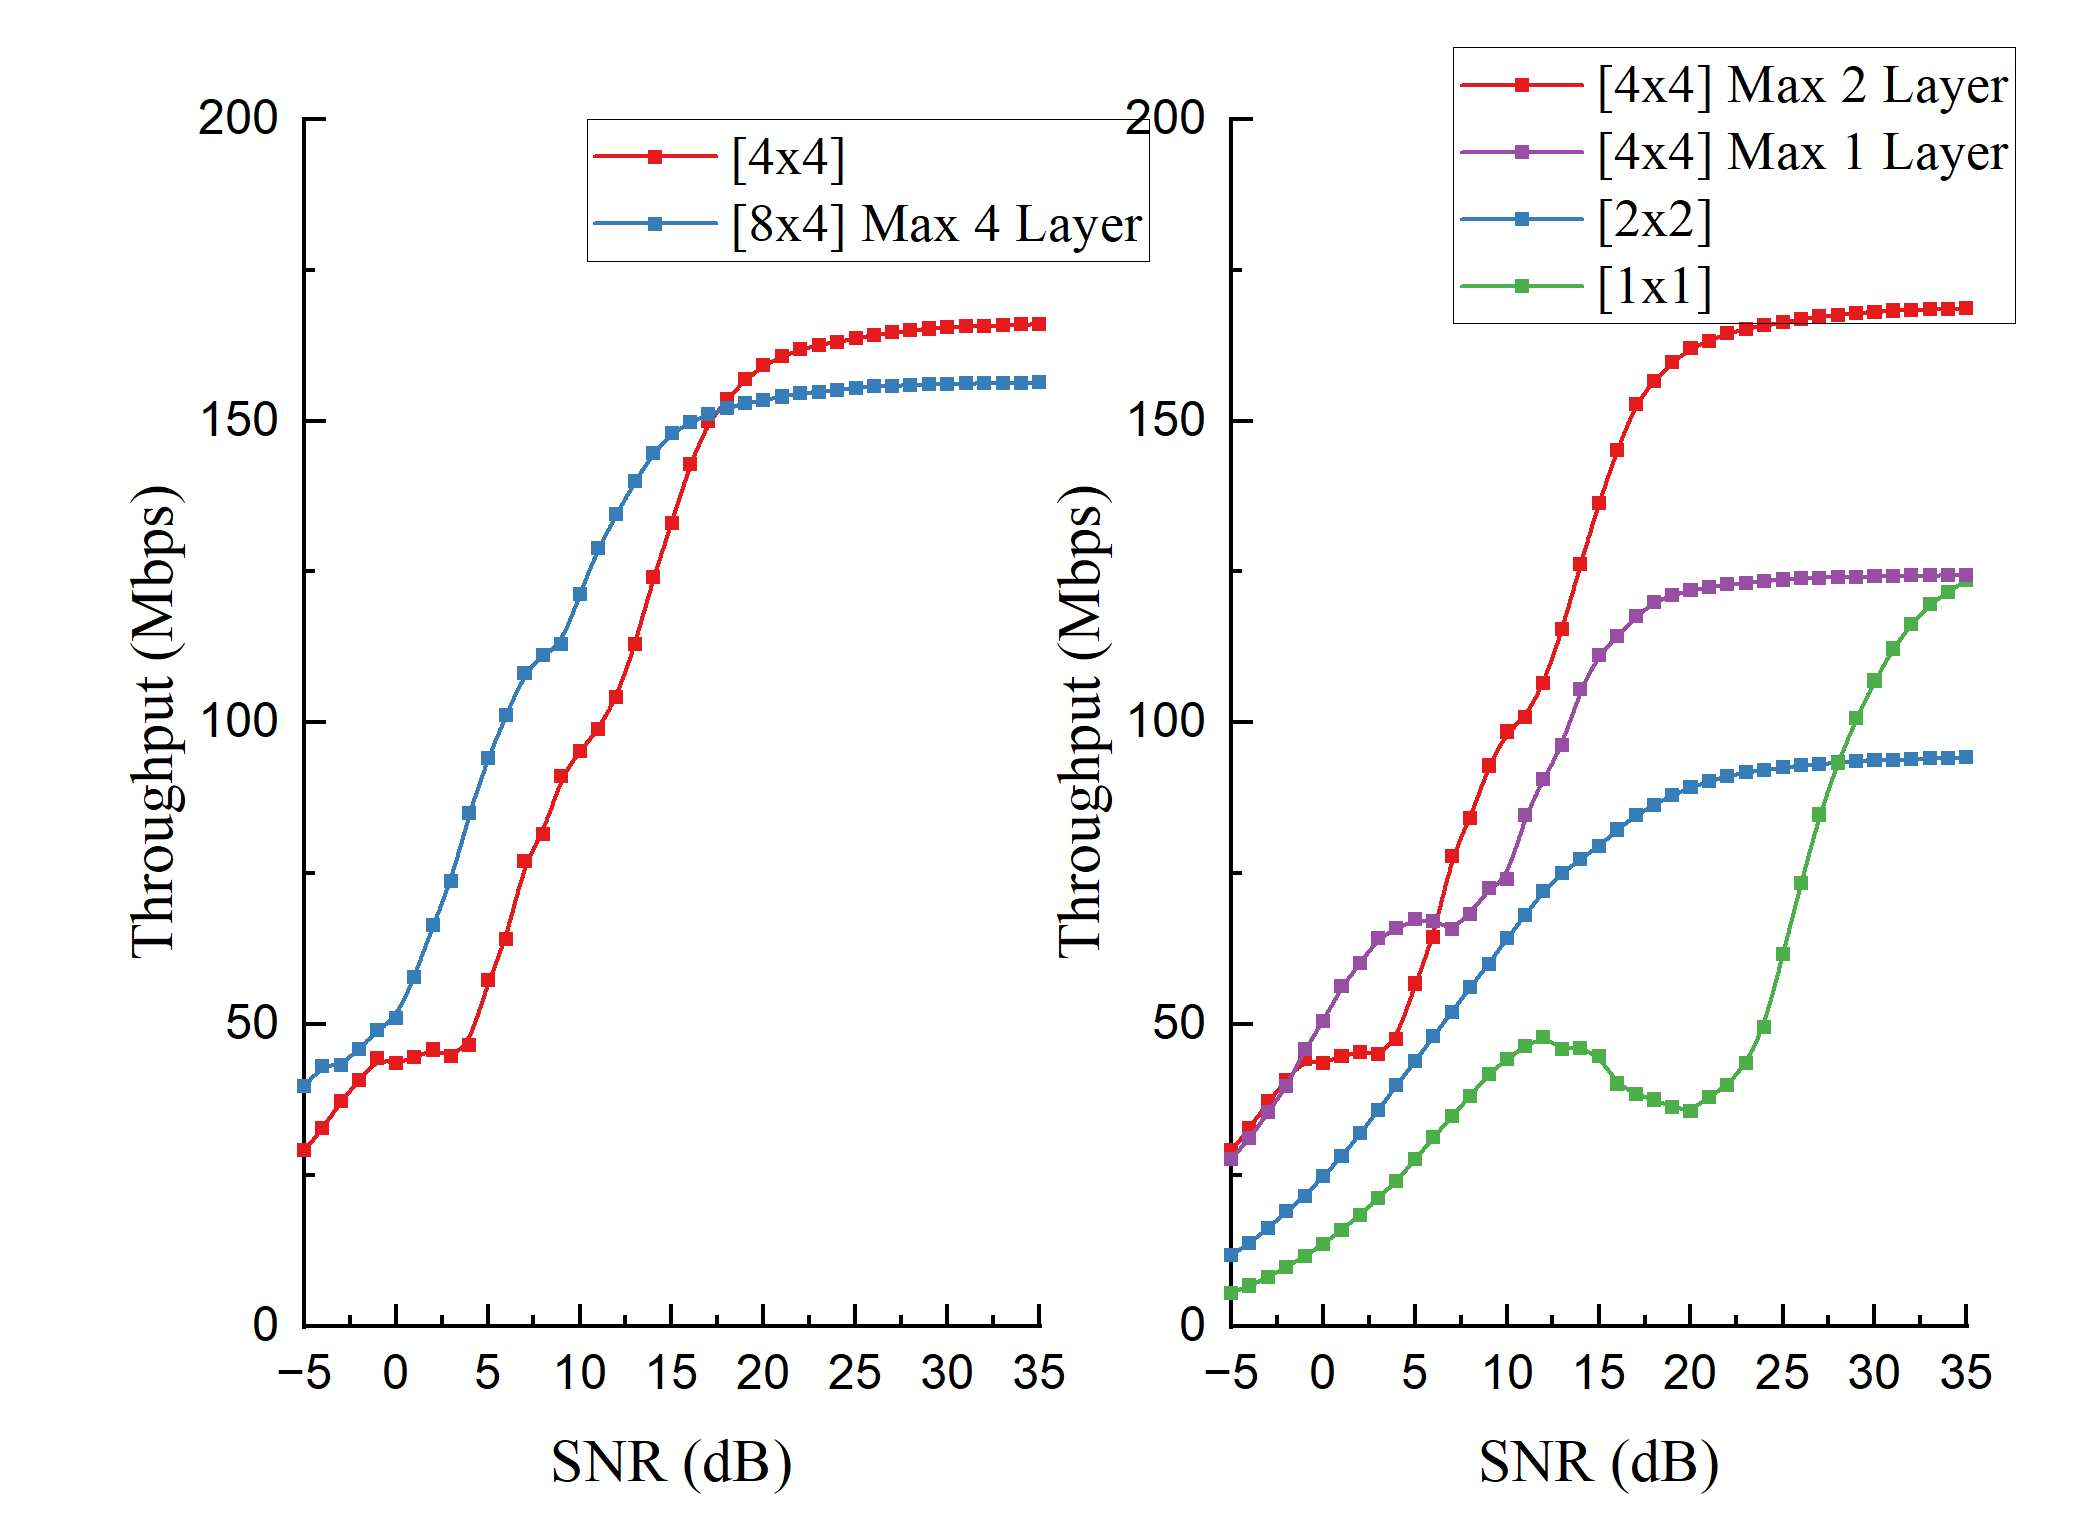 [4x4]
[8x4] Max 4 Layer
200
150
100
50
0
Throughput (Mbps)
−5 0 5 10 15 20 25 30 35
SNR (dB)
[4x4] Max 2 Layer
[4x4] Max 1 Layer
[2x2]
[1x1]
200
150
100
50
0
Throughput (Mbps)
−5 0 5 10 15 20 25 30 35
SNR (dB)